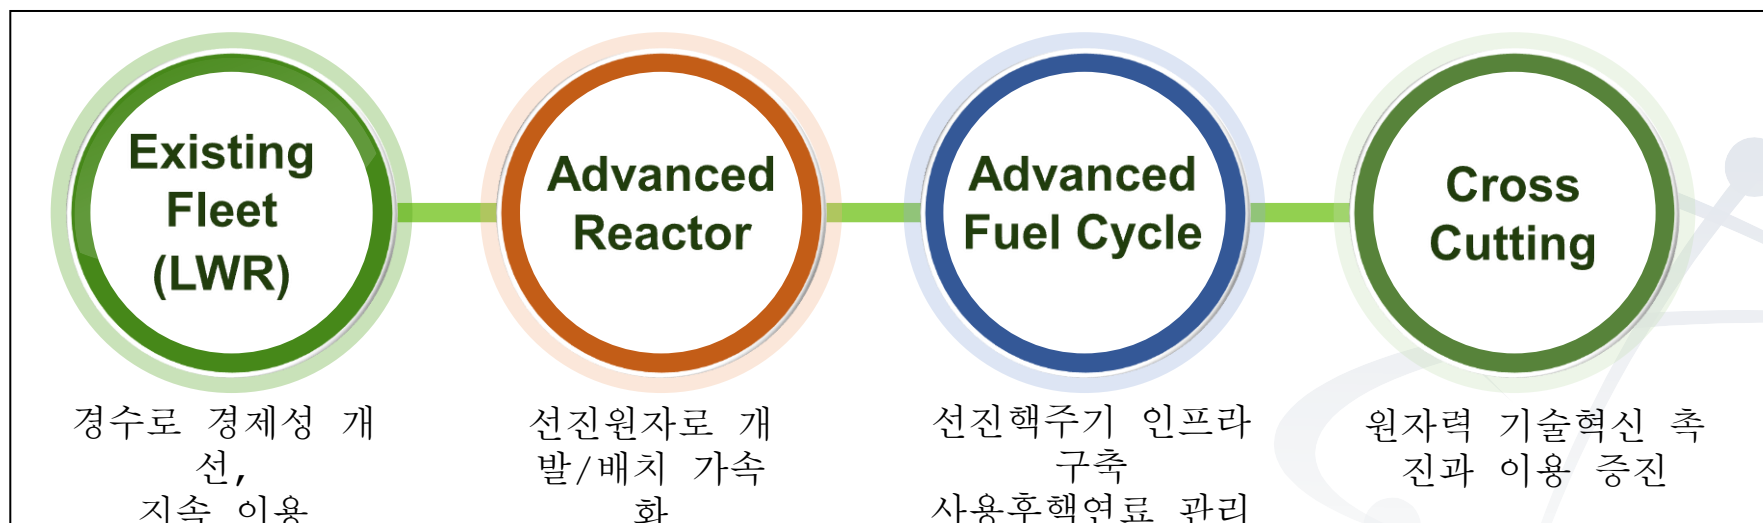 Existing
Fleet
(LWR)
경수로 경제성 개
선,
지속 이용
Advanced
Reactor
선진원자로 개
발/배치 가속
화
Advanced
Fuel Cycle
선진핵주기 인프라
구축
사용후핵연료 관리
Cross
Cutting
원자력 기술혁신 촉
진과 이용 증진